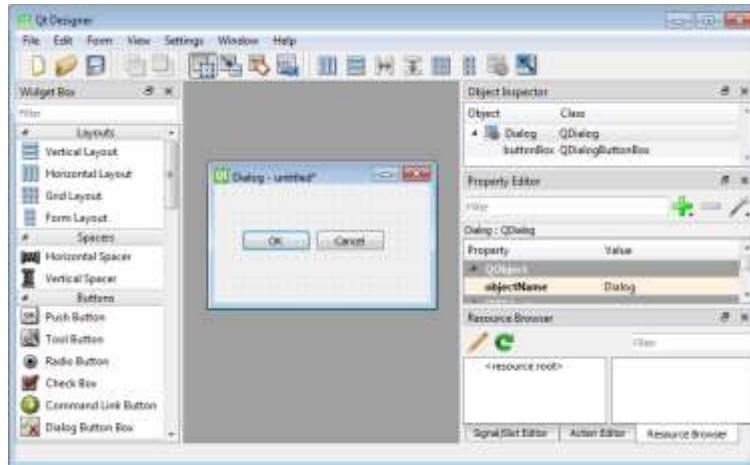 Qt Designer
File Edit Form View Settings Window Help
Widget Box
Filter
Layouts
Vertical Layout
Horizontal Layout
Grid Layout
Form Layout
Spacers
Horizontal Spacer
Vertical Spacer
Buttons
Push Button
Tool Button
Radio Button
Check Box
Command Link Button
Dialog Button Box
Dialog - untitled*
OK Cancel
Object Inspector
Object Class
Dialog QDialog
buttonBox QDialogButtonBox
Property Editor
Filter
Dialog : QDialog
Property Value
QObject
objectName Dialog
Resource Browser
Filter
<resource root>
Signal/Slot Editor Action Editor Resource Browser